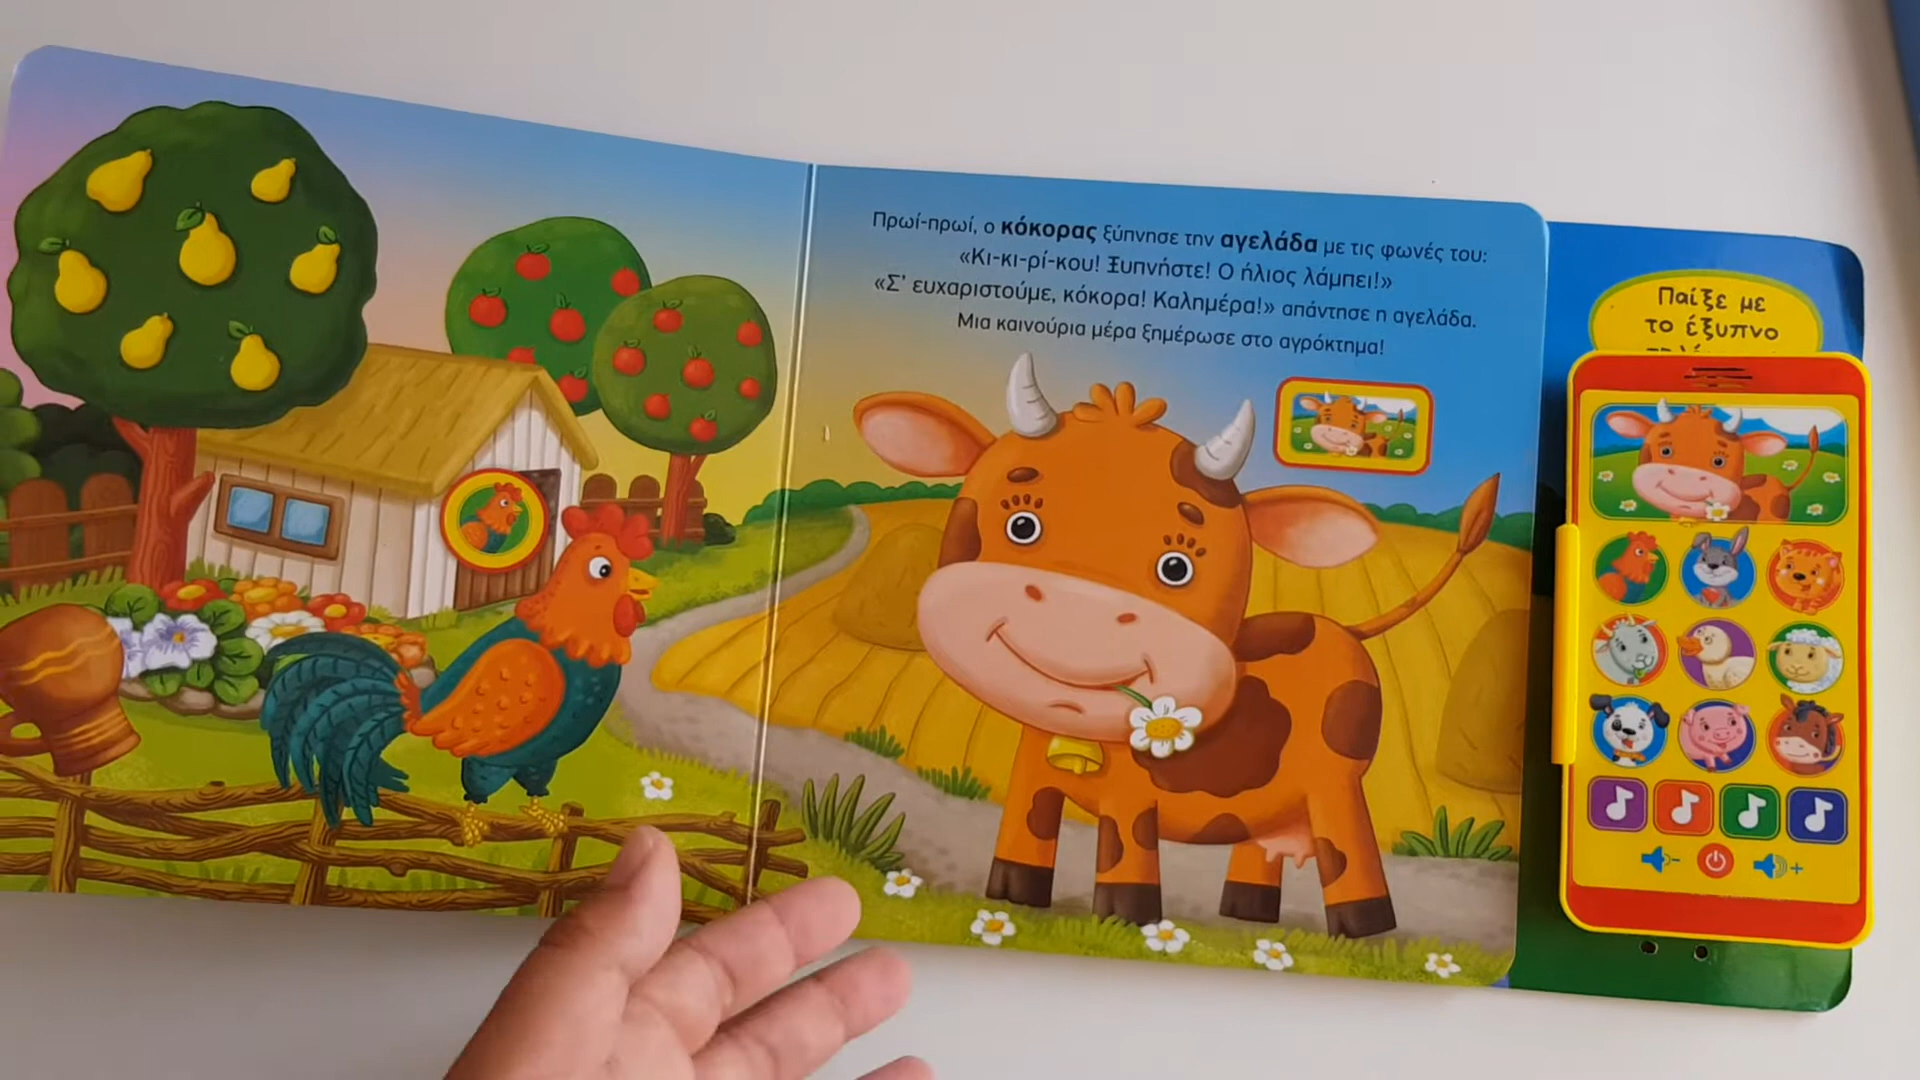 Πρωί-πρωί, ο κόκορας ξύπνησε την αγελάδα με τις φωνές του:
«Κι-κι-ρί-κου! Ξυπνήστε! Ο ήλιος λάμπει!»
«Σ' ευχαριστούμε, κόκορα! Καλημέρα!» απάντησε η αγελάδα.
Μια καινούρια μέρα ξημέρωσε στο αγρόκτημα!
Παίξε με
το έξυπνο